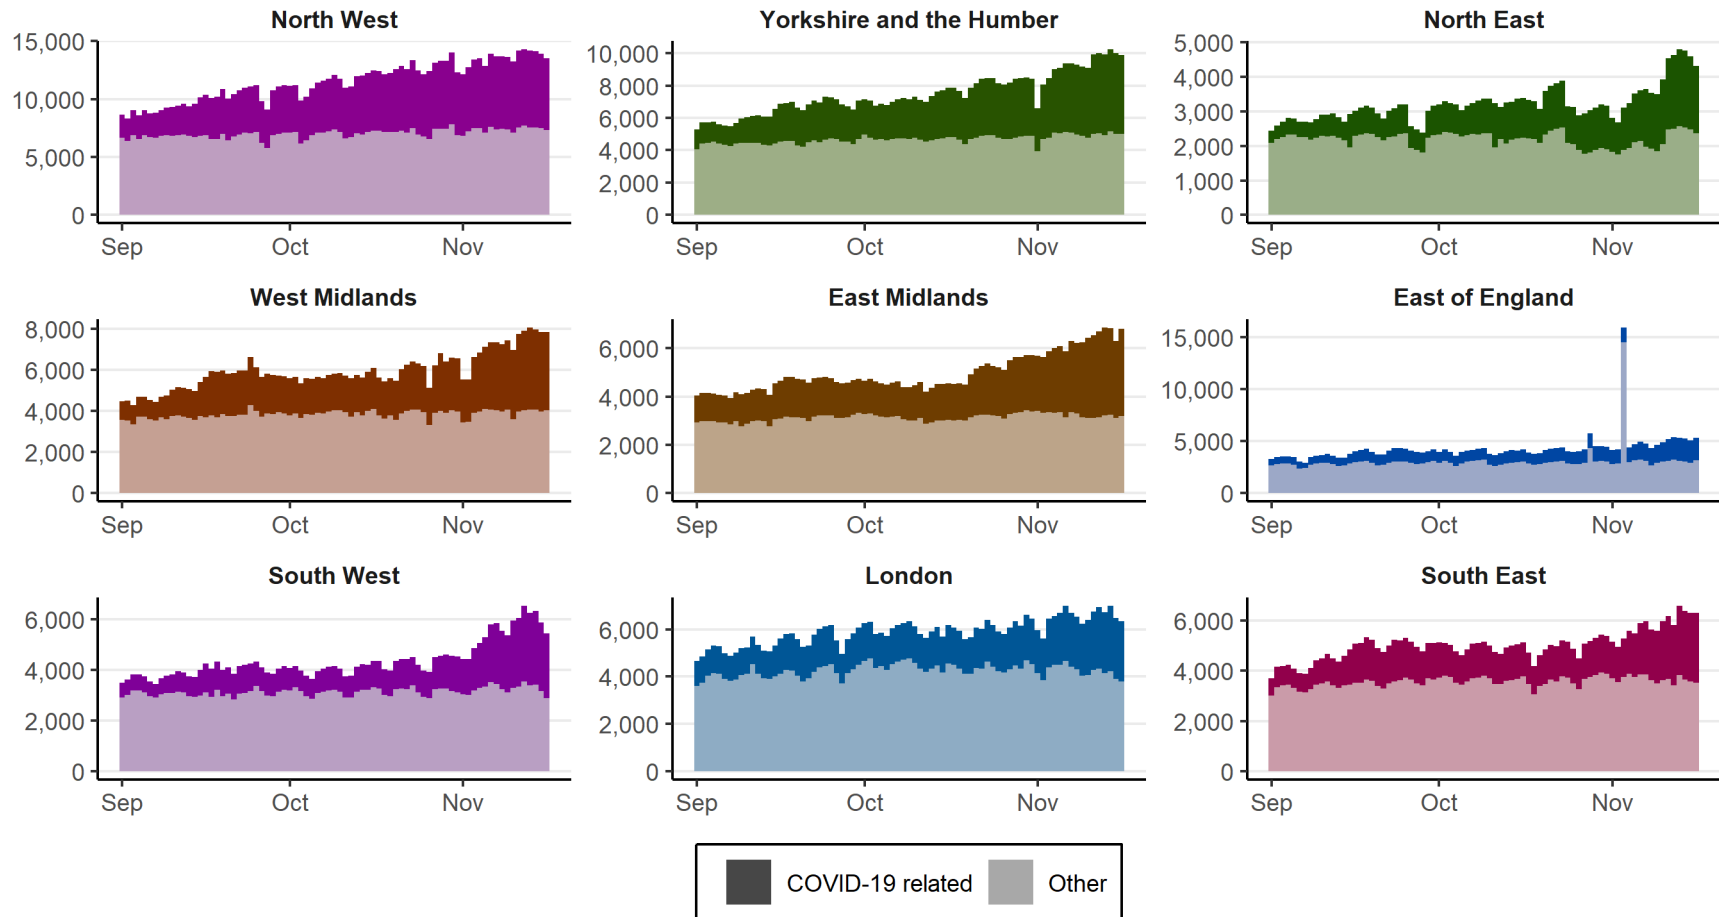 North West
Yorkshire and the Humber
North East
15,000
10,000
5,000
0
Sep Oct Nov
10,000
8,000
6,000
4,000
2,000
0
Sep Oct Nov
5,000
4,000
3,000
2,000
1,000
0
Sep Oct Nov
West Midlands
East Midlands
East of England
8,000
6,000
4,000
2,000
0
Sep Oct Nov
6,000
4,000
2,000
0
Sep Oct Nov
15,000
10,000
5,000
0
Sep Oct Nov
South West
London
South East
6,000
4,000
2,000
0
Sep Oct Nov
6,000
4,000
2,000
0
Sep Oct Nov
6,000
4,000
2,000
0
Sep Oct Nov
COVID-19 related Other